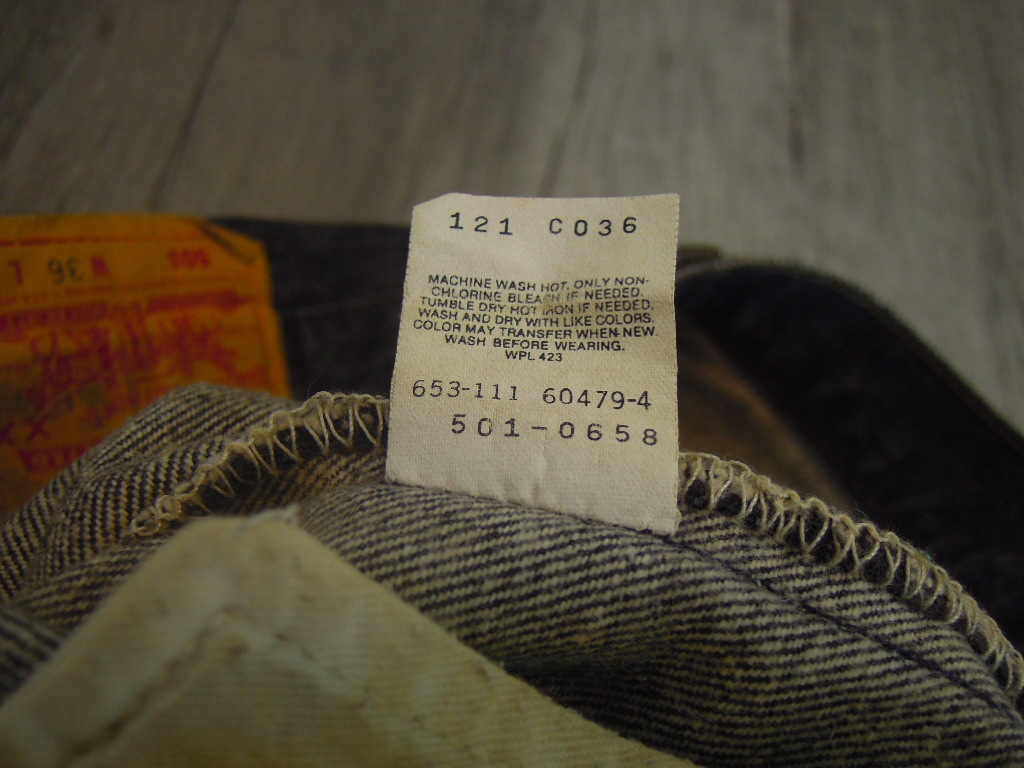 121 C036
MACHINE WASH HOT. ONLY NON-
CHLORINE BLEACH IF NEEDED.
TUMBLE DRY HOT IRON IF NEEDED.
WASH AND DRY WITH LIKE COLORS.
COLOR MAY TRANSFER WHEN NEW.
WASH BEFORE WEARING.
WPL 423
653-111 60479-4
501-0658
W 36 L
XX